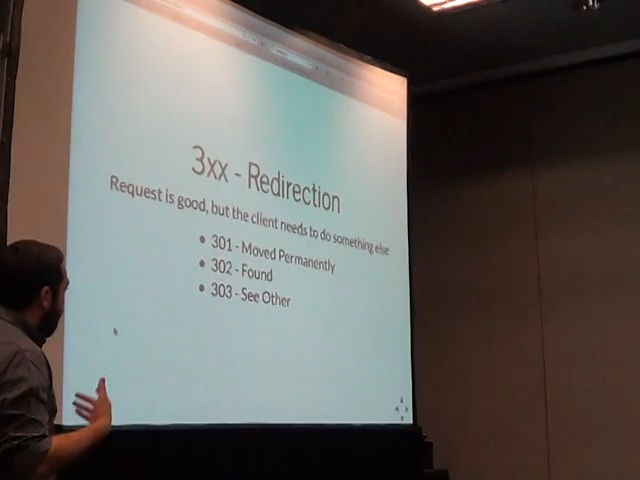 3xx - Redirection
Request is good, but the client needs to do something else
• 301 - Moved Permanently
• 302 - Found
• 303 - See Other